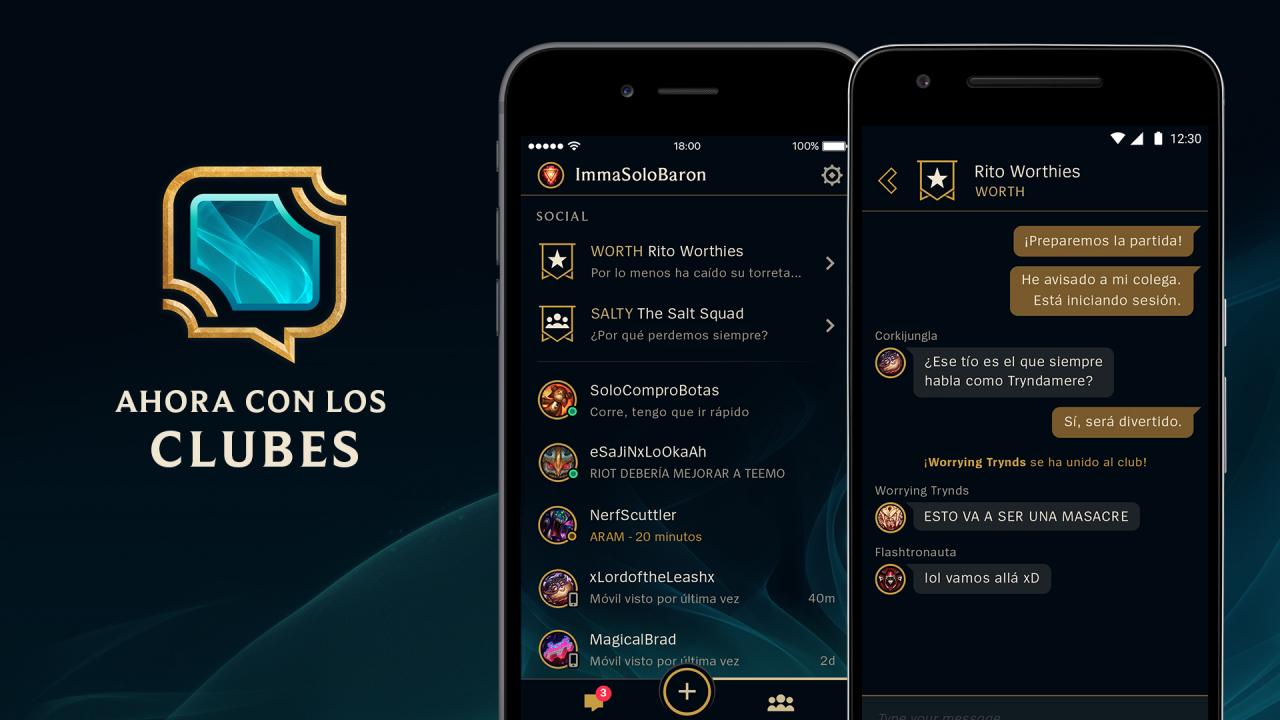 AHORA CON LOS
CLUBES
18:00
100%
ImmaSoloBaron
SOCIAL
WORTH Rito Worthies
Por lo menos ha caído su torreta...
SALTY The Salt Squad
¿Por qué perdemos siempre?
SoloComproBotas
Corre, tengo que ir rápido
eSaJiNxLoOkaAh
RIOT DEBERÍA MEJORAR A TEEMO
NerfScuttler
ARAM - 20 minutos
xLordoftheLeashx
Móvil visto por última vez
40m
MagicalBrad
Móvil visto por última vez
2d
3
12:30
Rito Worthies
WORTH
¡Preparemos la partida!
He avisado a mi colega.
Está iniciando sesión.
Corkijungla
¿Ese tío es el que siempre
habla como Tryndamere?
Sí, será divertido.
¡Worrying Trynds se ha unido al club!
Worrying Trynds
ESTO VA A SER UNA MASACRE
Flashtronauta
lol vamos allá xD
Type your message